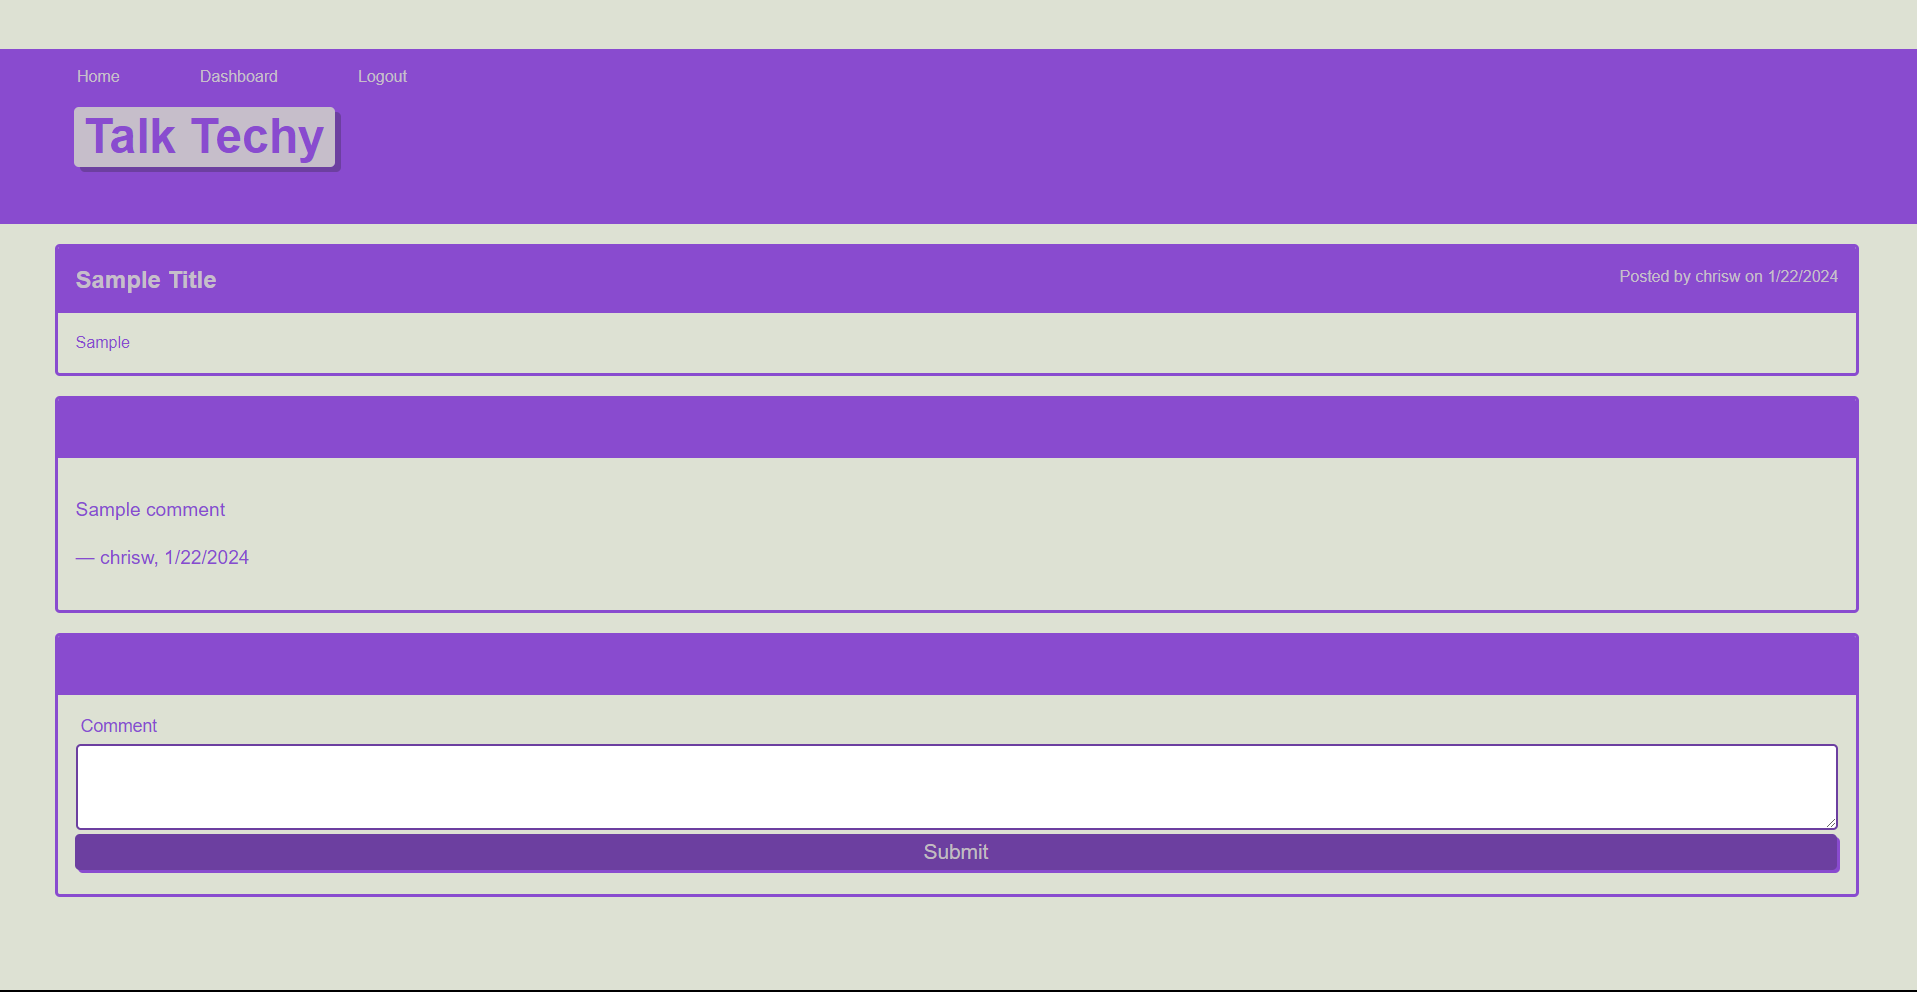 Home Dashboard Logout
Talk Techy
Sample Title Posted by chrisw on 1/22/2024
Sample
Sample comment
— chrisw, 1/22/2024
Comment
Submit